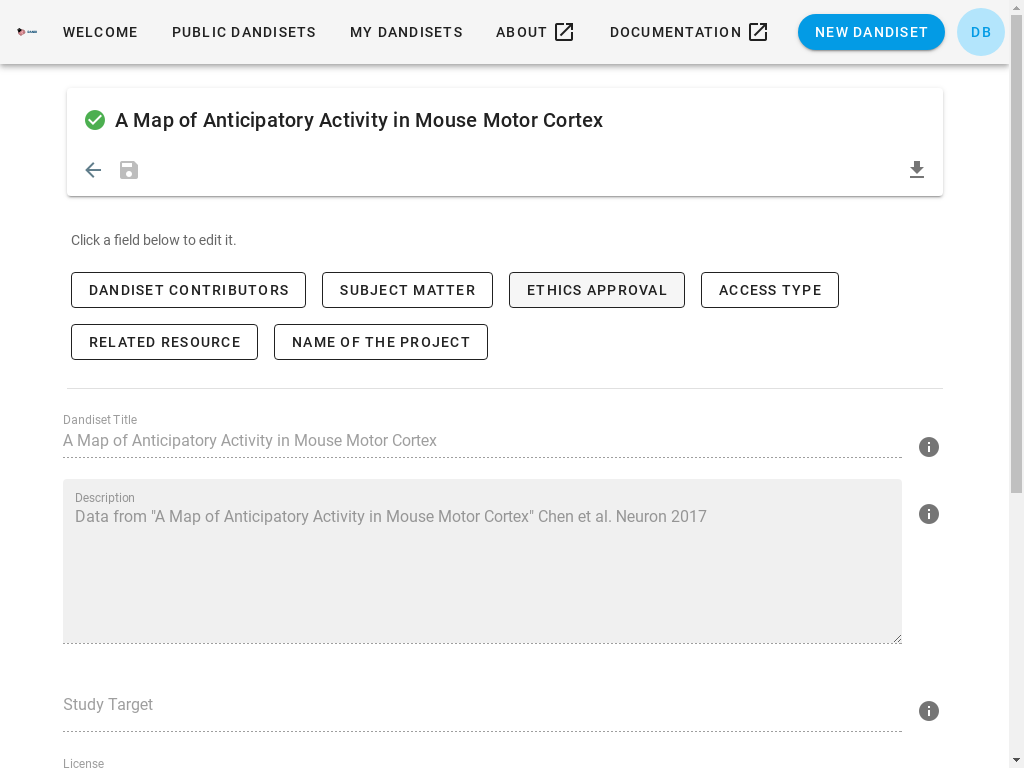 WELCOME PUBLIC DANDISETS MY DANDISETS ABOUT DOCUMENTATION NEW DANDISET DB
A Map of Anticipatory Activity in Mouse Motor Cortex
Click a field below to edit it.
DANDISET CONTRIBUTORS SUBJECT MATTER ETHICS APPROVAL ACCESS TYPE
RELATED RESOURCE NAME OF THE PROJECT
Dandiset Title
A Map of Anticipatory Activity in Mouse Motor Cortex
Description
Data from "A Map of Anticipatory Activity in Mouse Motor Cortex" Chen et al. Neuron 2017
Study Target
License